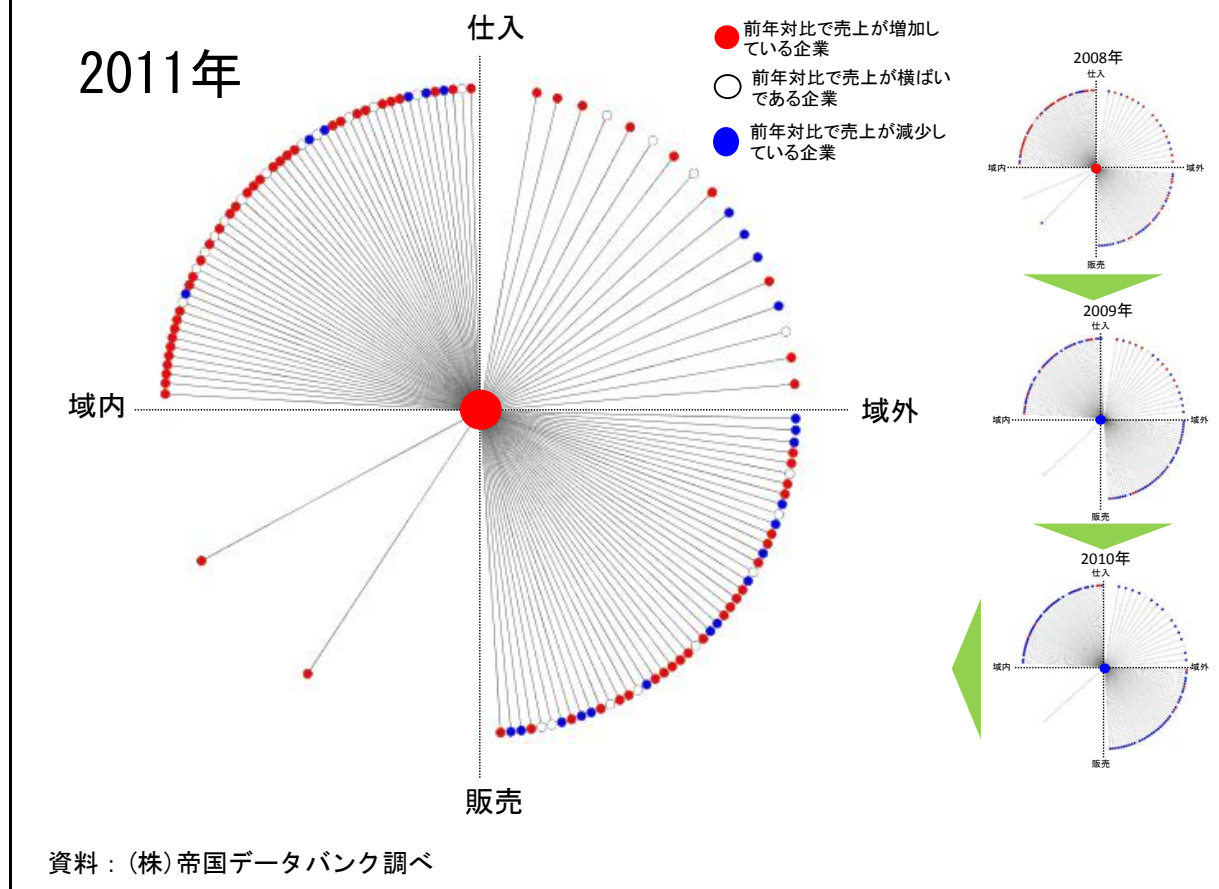 2011年
仕入
域内
域外
販売
前年対比で売上が増加し
ている企業
前年対比で売上が横ばい
である企業
前年対比で売上が減少し
ている企業
2008年
仕入
域内
域外
販売
2009年
仕入
域内
域外
販売
2010年
仕入
域内
域外
販売
資料：(株)帝国データバンク調べ